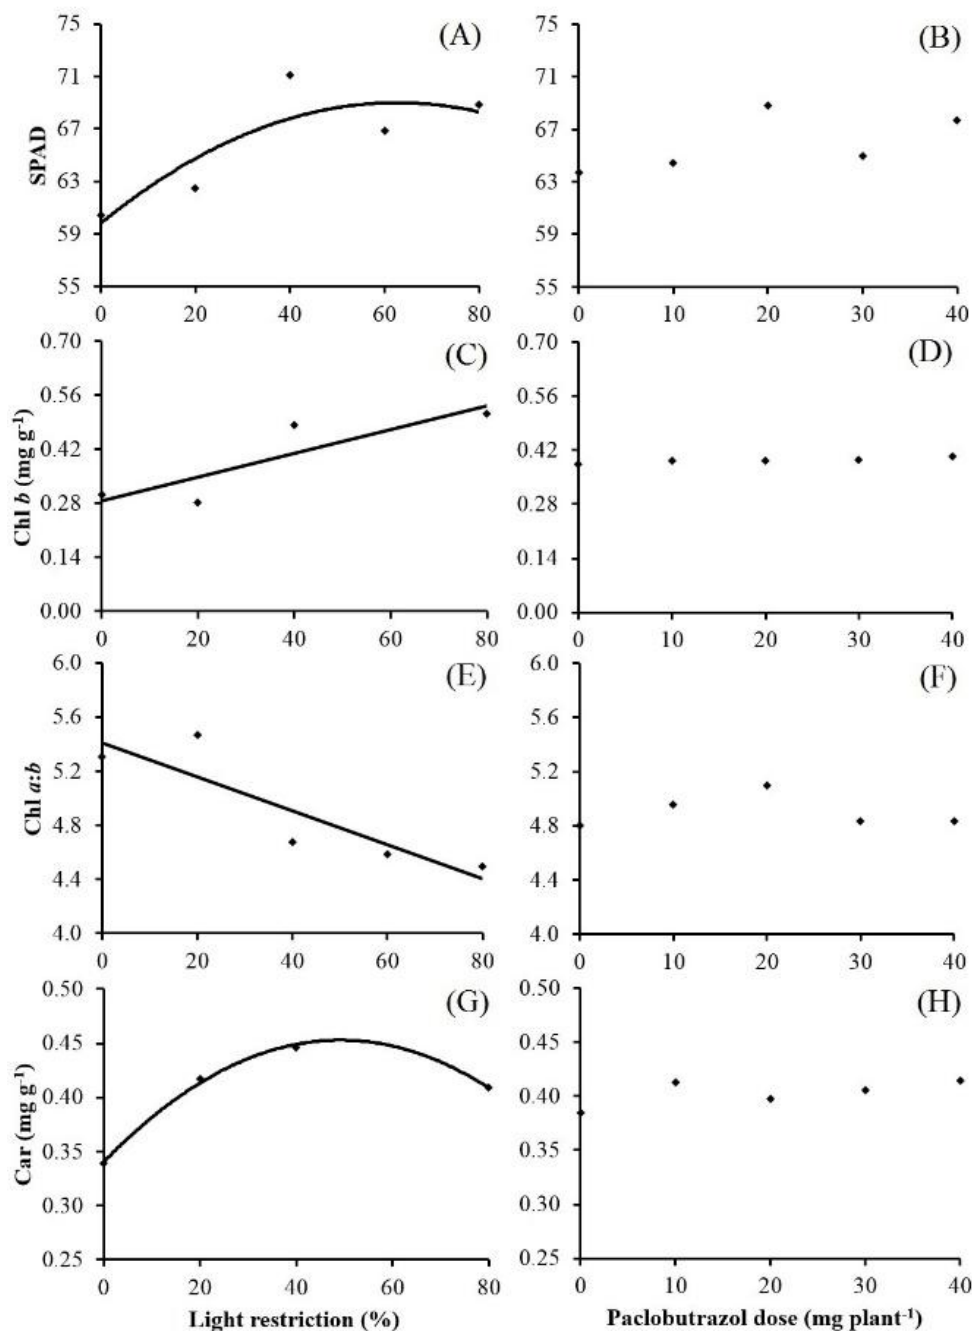 75
71
67
63
59
55
SPAD
(A)
0 20 40 60 80
75
71
67
63
59
55
(B)
0 10 20 30 40
0.70
0.56
0.42
0.28
0.14
0.00
Chl b (mg g⁻¹)
(C)
0 20 40 60 80
0.70
0.56
0.42
0.28
0.14
0.00
(D)
0 10 20 30 40
6.0
5.6
5.2
4.8
4.4
4.0
Chl a:b
(E)
0 20 40 60 80
6.0
5.6
5.2
4.8
4.4
4.0
(F)
0 10 20 30 40
0.50
0.45
0.40
0.35
0.30
0.25
Car (mg g⁻¹)
(G)
0 20 40 60 80
Light restriction (%)
0.50
0.45
0.40
0.35
0.30
0.25
(H)
0 10 20 30 40
Paclobutrazol dose (mg plant⁻¹)